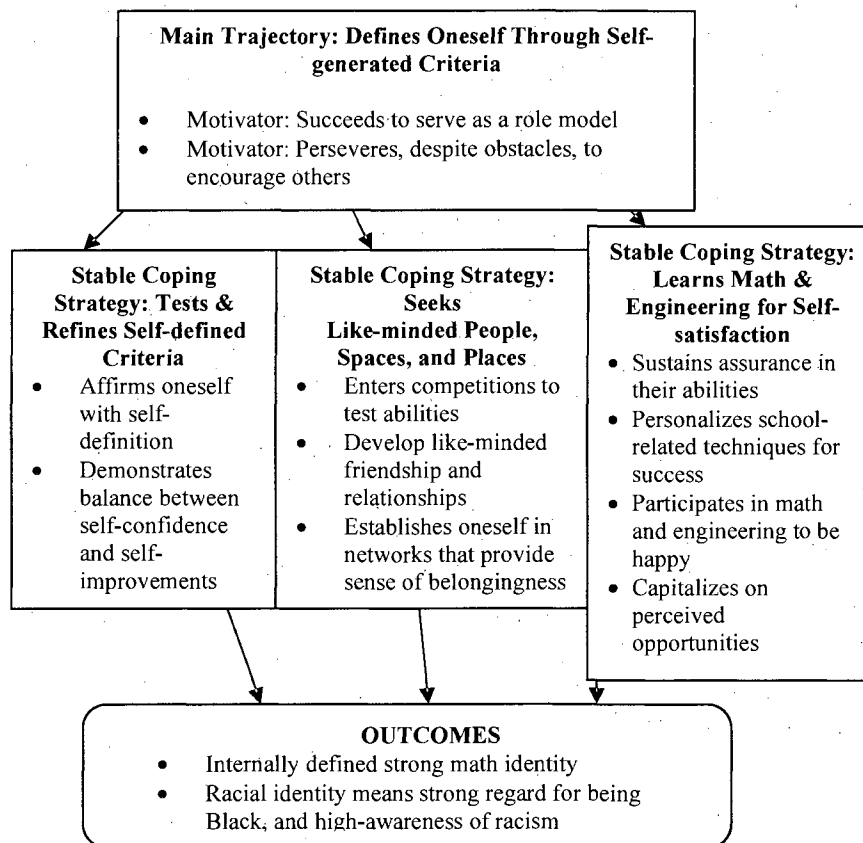 Main Trajectory: Defines Oneself Through Self-
generated Criteria
• Motivator: Succeeds to serve as a role model
• Motivator: Perseveres, despite obstacles, to
encourage others
Stable Coping
Strategy: Tests &
Refines Self-defined
Criteria
• Affirms oneself
with self-
definition
• Demonstrates
balance between
self-confidence
and self-
improvements
Stable Coping Strategy:
Seeks
Like-minded People,
Spaces, and Places
• Enters competitions to
test abilities
• Develop like-minded
friendship and
relationships
• Establishes oneself in
networks that provide
sense of belongingness
Stable Coping Strategy:
Learns Math &
Engineering for Self-
satisfaction
• Sustains assurance in
their abilities
• Personalizes school-
related techniques for
success
• Participates in math
and engineering to be
happy
• Capitalizes on
perceived
opportunities
OUTCOMES
• Internally defined strong math identity
• Racial identity means strong regard for being
Black, and high-awareness of racism